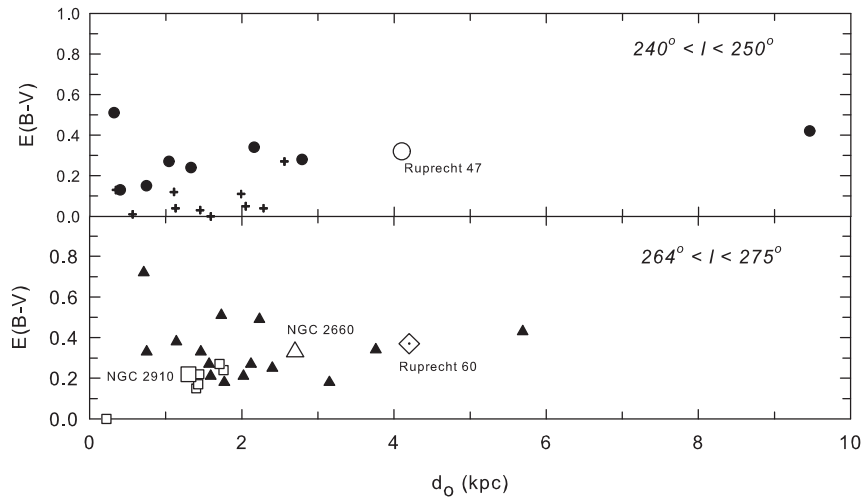 1.0
0.8
0.6
0.4
0.2
0.0
E(B-V)
240° < l < 250°
Ruprecht 47
0.8
0.6
0.4
0.2
0.0
E(B-V)
264° < l < 275°
NGC 2660
NGC 2910
Ruprecht 60
0 2 4 6 8 10
do (kpc)